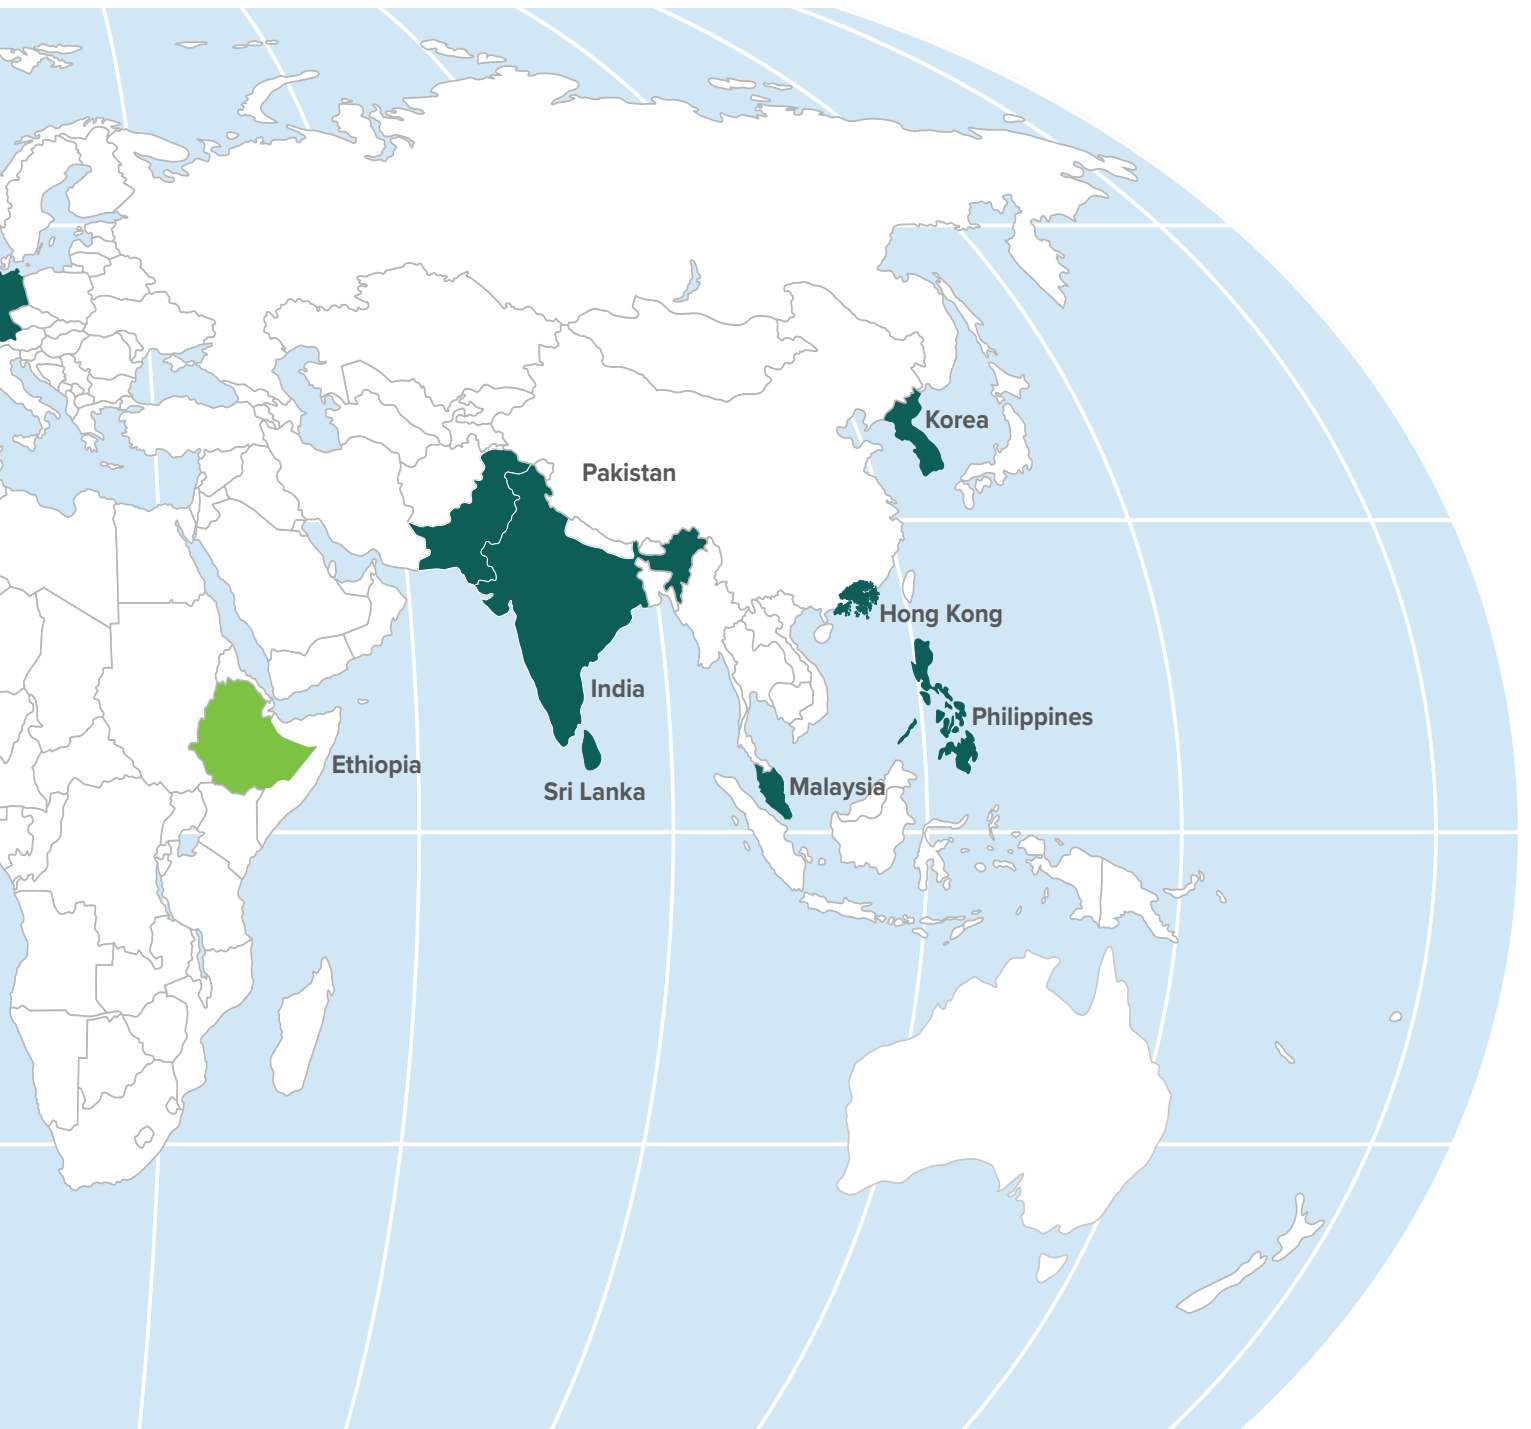 Korea
Pakistan
Hong Kong
India
Philippines
Ethiopia
Sri Lanka
Malaysia